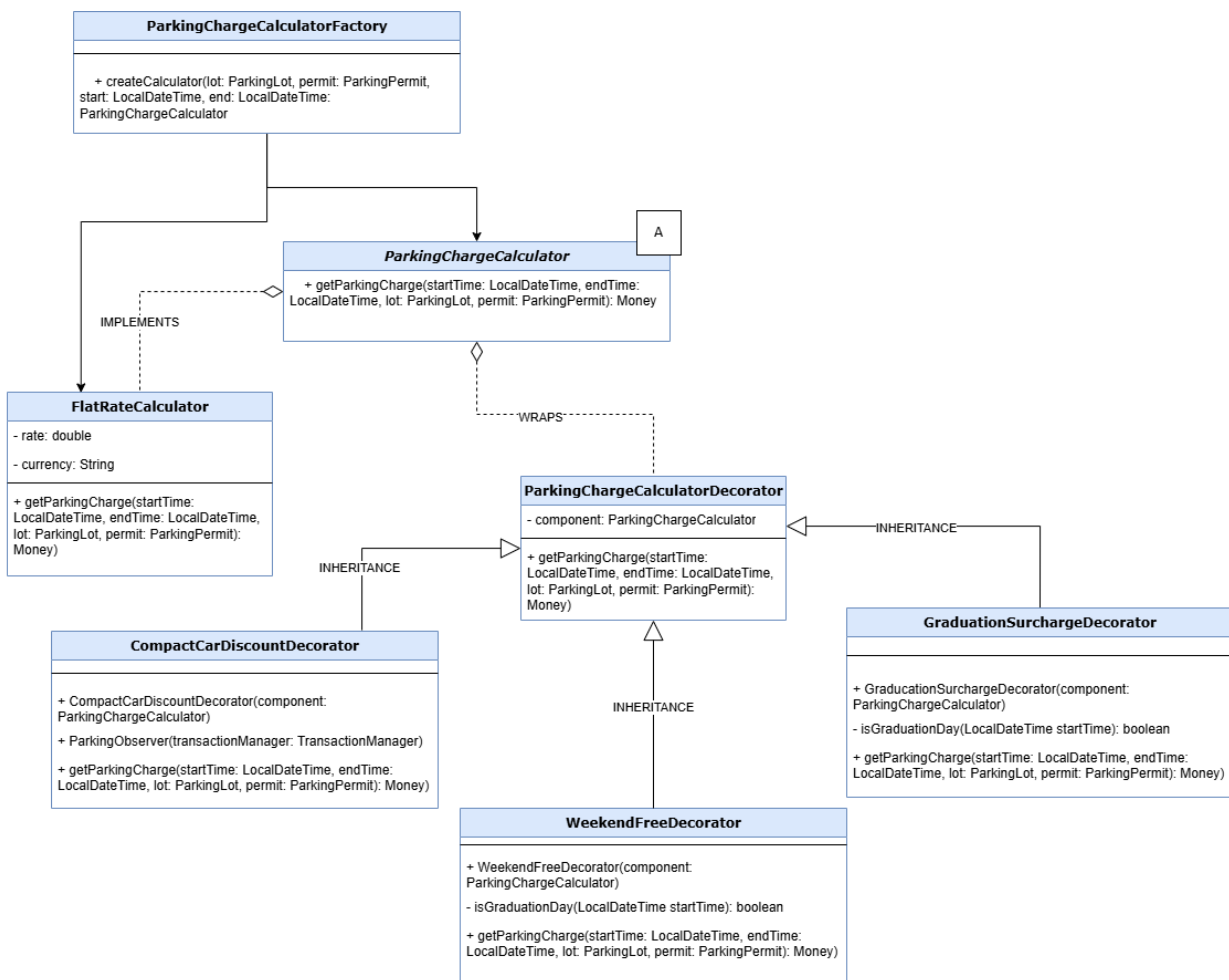 ParkingChargeCalculatorFactory
+ createCalculator(lot: ParkingLot, permit: ParkingPermit,
start: LocalDateTime, end: LocalDateTime:
ParkingChargeCalculator
A
ParkingChargeCalculator
+ getParkingCharge(startTime: LocalDateTime, endTime:
LocalDateTime, lot: ParkingLot, permit: ParkingPermit): Money
IMPLEMENTS
WRAPS
FlatRateCalculator
- rate: double
- currency: String
+ getParkingCharge(startTime:
LocalDateTime, endTime: LocalDateTime,
lot: ParkingLot, permit: ParkingPermit):
Money)
ParkingChargeCalculatorDecorator
- component: ParkingChargeCalculator
+ getParkingCharge(startTime:
LocalDateTime, endTime: LocalDateTime,
lot: ParkingLot, permit: ParkingPermit):
Money)
INHERITANCE
INHERITANCE
INHERITANCE
CompactCarDiscountDecorator
+ CompactCarDiscountDecorator(component:
ParkingChargeCalculator)
+ ParkingObserver(transactionManager: TransactionManager)
+ getParkingCharge(startTime: LocalDateTime, endTime:
LocalDateTime, lot: ParkingLot, permit: ParkingPermit): Money)
GraduationSurchargeDecorator
+ GraducationSurchargeDecorator(component:
ParkingChargeCalculator)
- isGraduationDay(LocalDateTime startTime): boolean
+ getParkingCharge(startTime: LocalDateTime, endTime:
LocalDateTime, lot: ParkingLot, permit: ParkingPermit): Money)
WeekendFreeDecorator
+ WeekendFreeDecorator(component:
ParkingChargeCalculator)
- isGraduationDay(LocalDateTime startTime): boolean
+ getParkingCharge(startTime: LocalDateTime, endTime:
LocalDateTime, lot: ParkingLot, permit: ParkingPermit): Money)